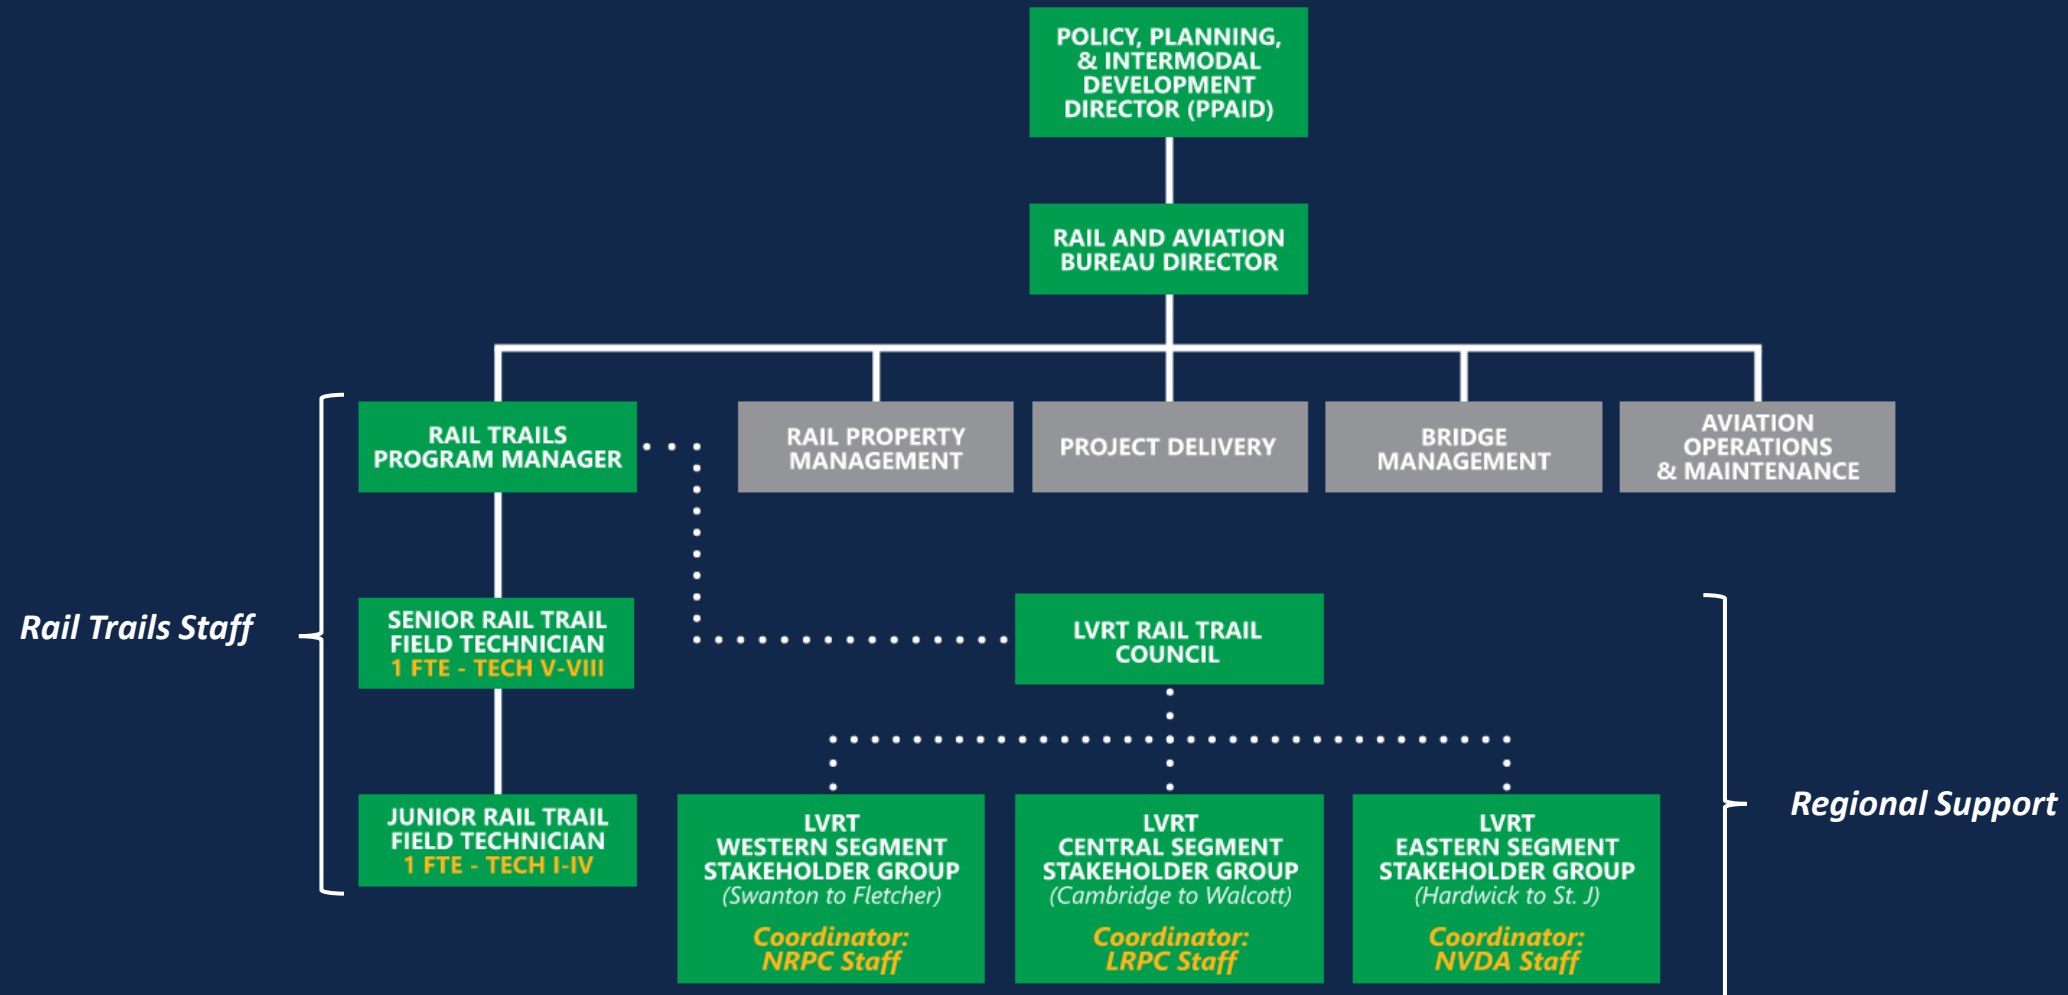 POLICY, PLANNING,
& INTERMODAL
DEVELOPMENT
DIRECTOR (PPAID)
RAIL AND AVIATION
BUREAU DIRECTOR
RAIL TRAILS
PROGRAM MANAGER
RAIL PROPERTY
MANAGEMENT
PROJECT DELIVERY
BRIDGE
MANAGEMENT
AVIATION
OPERATIONS
& MAINTENANCE
Rail Trails Staff
SENIOR RAIL TRAIL
FIELD TECHNICIAN
1 FTE - TECH V-VIII
LVRT RAIL TRAIL
COUNCIL
JUNIOR RAIL TRAIL
FIELD TECHNICIAN
1 FTE - TECH I-IV
LVRT
WESTERN SEGMENT
STAKEHOLDER GROUP
(Swanton to Fletcher)
Coordinator:
NRPC Staff
LVRT
CENTRAL SEGMENT
STAKEHOLDER GROUP
(Cambridge to Walcott)
Coordinator:
LRPC Staff
LVRT
EASTERN SEGMENT
STAKEHOLDER GROUP
(Hardwick to St. J)
Coordinator:
NVDA Staff
Regional Support